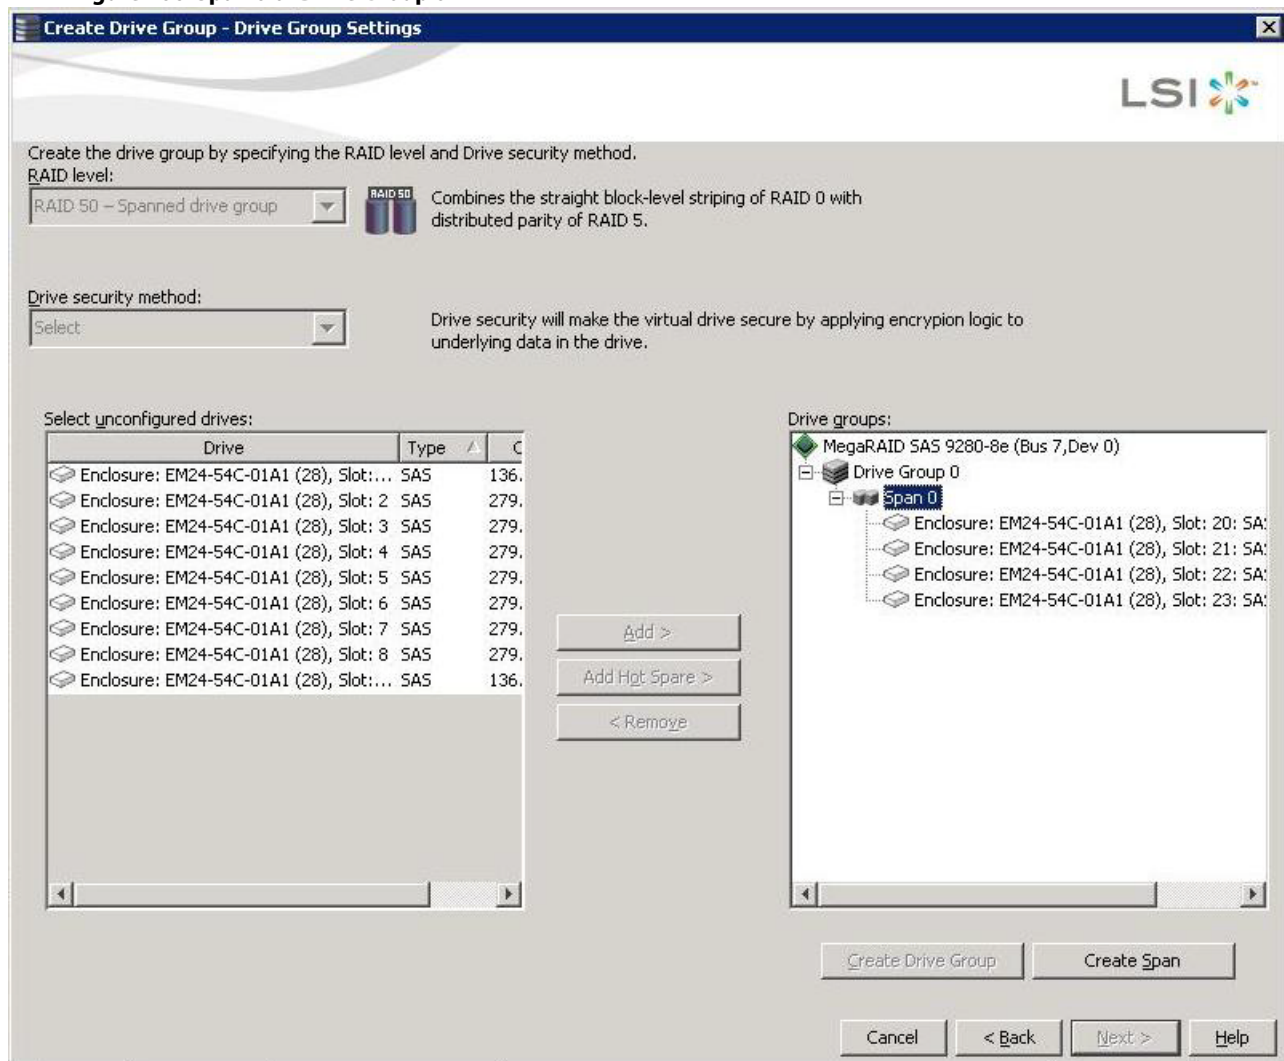 Create Drive Group - Drive Group Settings
LSI
Create the drive group by specifying the RAID level and Drive security method.
RAID level:
RAID 50 – Spanned drive group
RAID 50
Combines the straight block-level striping of RAID 0 with
distributed parity of RAID 5.
Drive security method:
Select
Drive security will make the virtual drive secure by applying encrypion logic to
underlying data in the drive.
Select unconfigured drives:
Drive Type C
Enclosure: EM24-54C-01A1 (28), Slot:... SAS 136.
Enclosure: EM24-54C-01A1 (28), Slot: 2 SAS 279.
Enclosure: EM24-54C-01A1 (28), Slot: 3 SAS 279.
Enclosure: EM24-54C-01A1 (28), Slot: 4 SAS 279.
Enclosure: EM24-54C-01A1 (28), Slot: 5 SAS 279.
Enclosure: EM24-54C-01A1 (28), Slot: 6 SAS 279.
Enclosure: EM24-54C-01A1 (28), Slot: 7 SAS 279.
Enclosure: EM24-54C-01A1 (28), Slot: 8 SAS 279.
Enclosure: EM24-54C-01A1 (28), Slot:... SAS 136.
Add >
Add Hot Spare >
< Remove
Drive groups:
MegaRAID SAS 9280-8e (Bus 7,Dev 0)
Drive Group 0
Span 0
Enclosure: EM24-54C-01A1 (28), Slot: 20: SA
Enclosure: EM24-54C-01A1 (28), Slot: 21: SA
Enclosure: EM24-54C-01A1 (28), Slot: 22: SA
Enclosure: EM24-54C-01A1 (28), Slot: 23: SA
Create Drive Group
Create Span
Cancel
< Back
Next >
Help